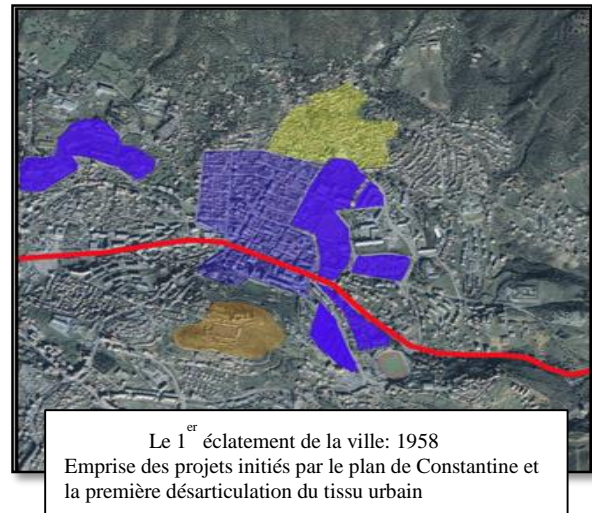 Le 1er éclatement de la ville: 1958
Emprise des projets initiés par le plan de Constantine et
la première désarticulation du tissu urbain